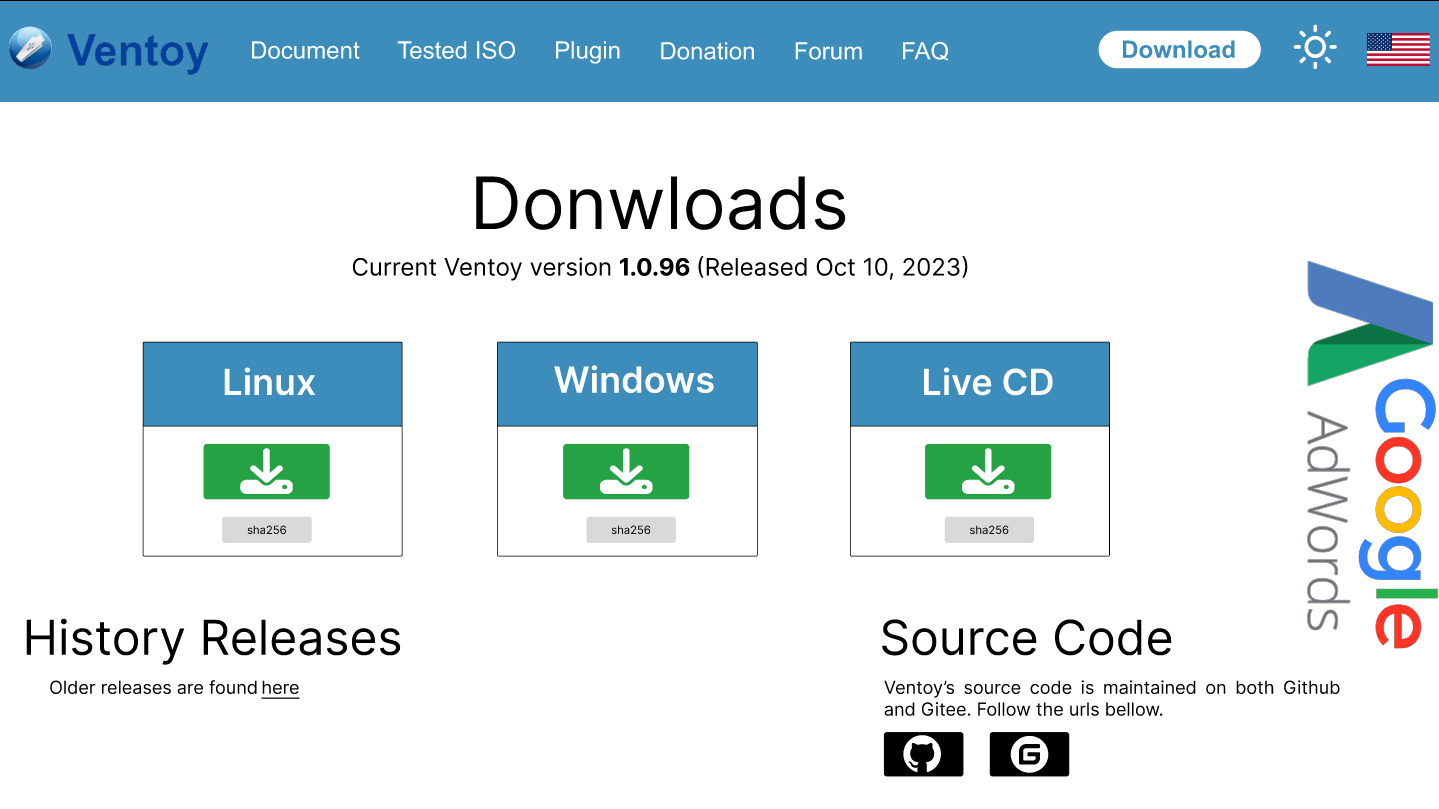 Ventoy Document Tested ISO Plugin Donation Forum FAQ Download
Donwloads
Current Ventoy version 1.0.96 (Released Oct 10, 2023)
Linux
sha256
Windows
sha256
Live CD
sha256
Google
AdWords
History Releases
Older releases are found here
Source Code
Ventoy’s source code is maintained on both Github
and Gitee. Follow the urls bellow.
G